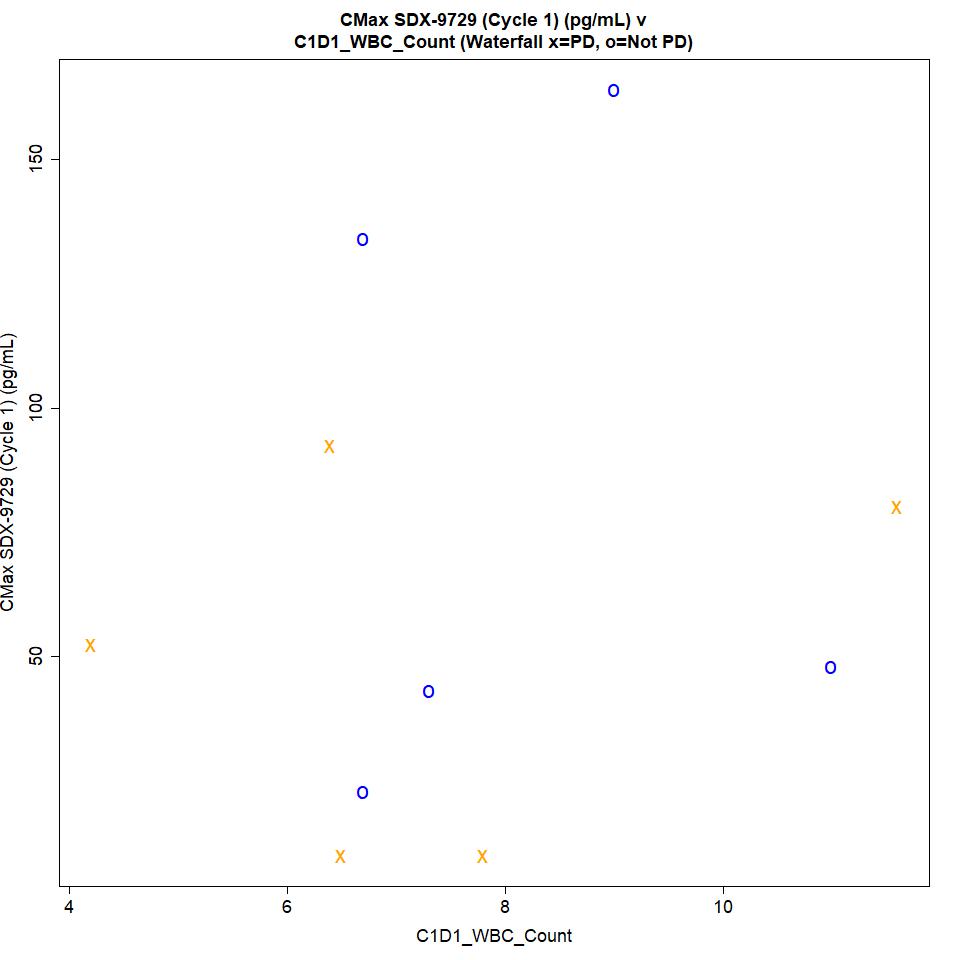 CMax SDX-9729 (Cycle 1) (pg/mL) v
C1D1_WBC_Count (Waterfall x=PD, o=Not PD)
CMax SDX-9729 (Cycle 1) (pg/mL)
150
100
50
O
O
X
X
X
O
O
O
X
X
4
6
8
10
C1D1_WBC_Count